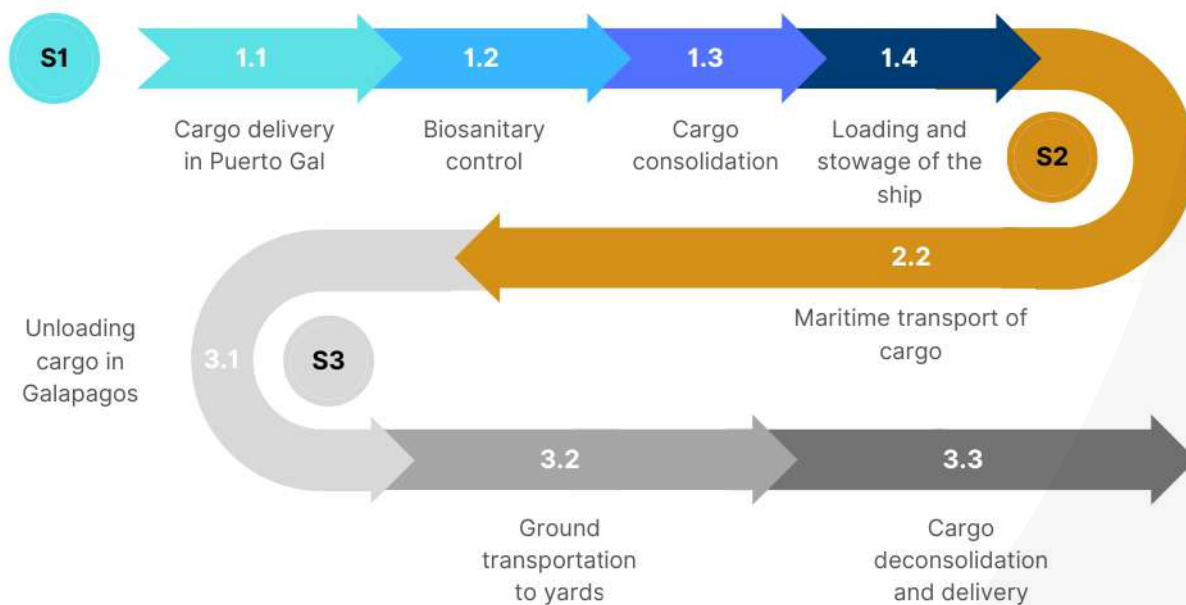 S1
1.1
1.2
1.3
1.4
Cargo delivery
in Puerto Gal
Biosanitary
control
Cargo
consolidation
Loading and
stowage of the
ship
S2
2.2
Maritime transport of
cargo
Unloading
cargo in
Galapagos
3.1
S3
3.2
3.3
Ground
transportation
to yards
Cargo
deconsolidation
and delivery